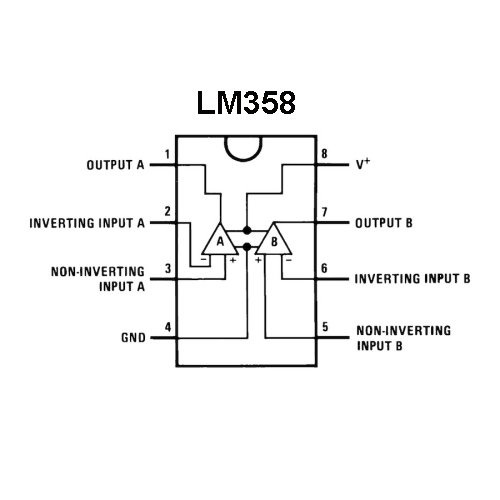 LM358
1
OUTPUT A
8
V+
2
INVERTING INPUT A
7
OUTPUT B
A
B
- + + -
3
NON-INVERTING
INPUT A
6
INVERTING INPUT B
4
GND
5
NON-INVERTING
INPUT B